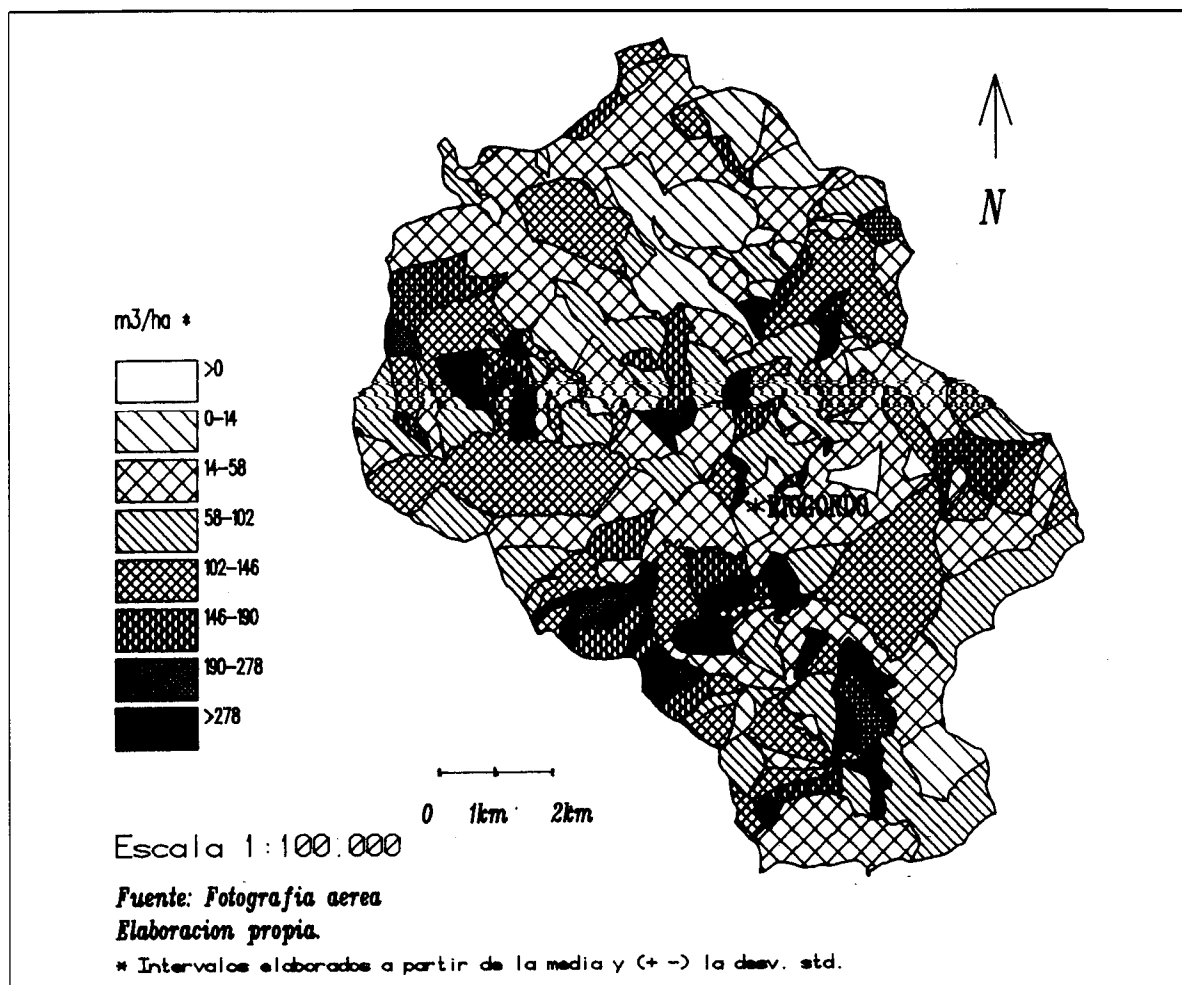 N
m3/ha *
>0
0-14
14-58
58-102
102-146
146-190
190-278
>278
* RIOGORDO
0 1km 2km
Escala 1:100.000
Fuente: Fotografia aerea
Elaboracion propia.
* Intervalos elaborados a partir de la media y (+ -) la desv. std.